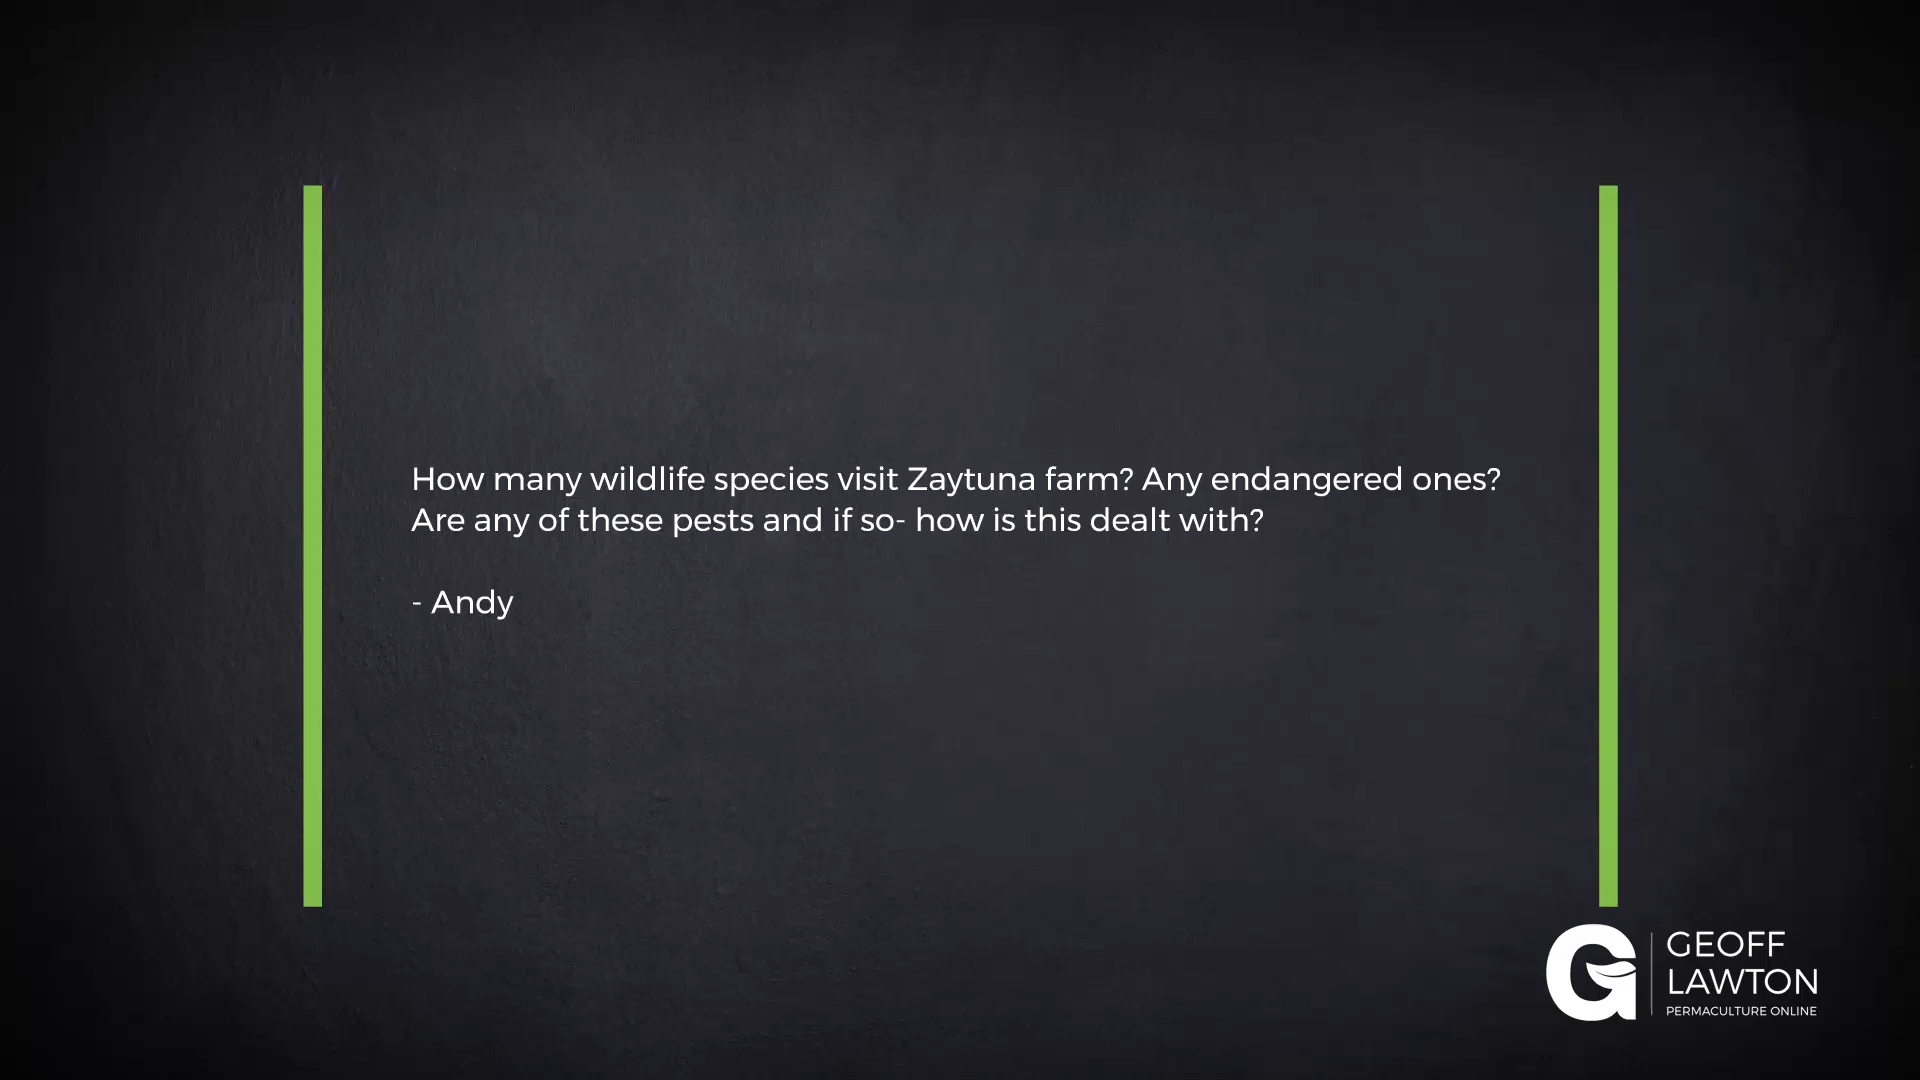 How many wildlife species visit Zaytuna farm? Any endangered ones?
Are any of these pests and if so- how is this dealt with?
- Andy
GEOFF
LAWTON
PERMACULTURE ONLINE